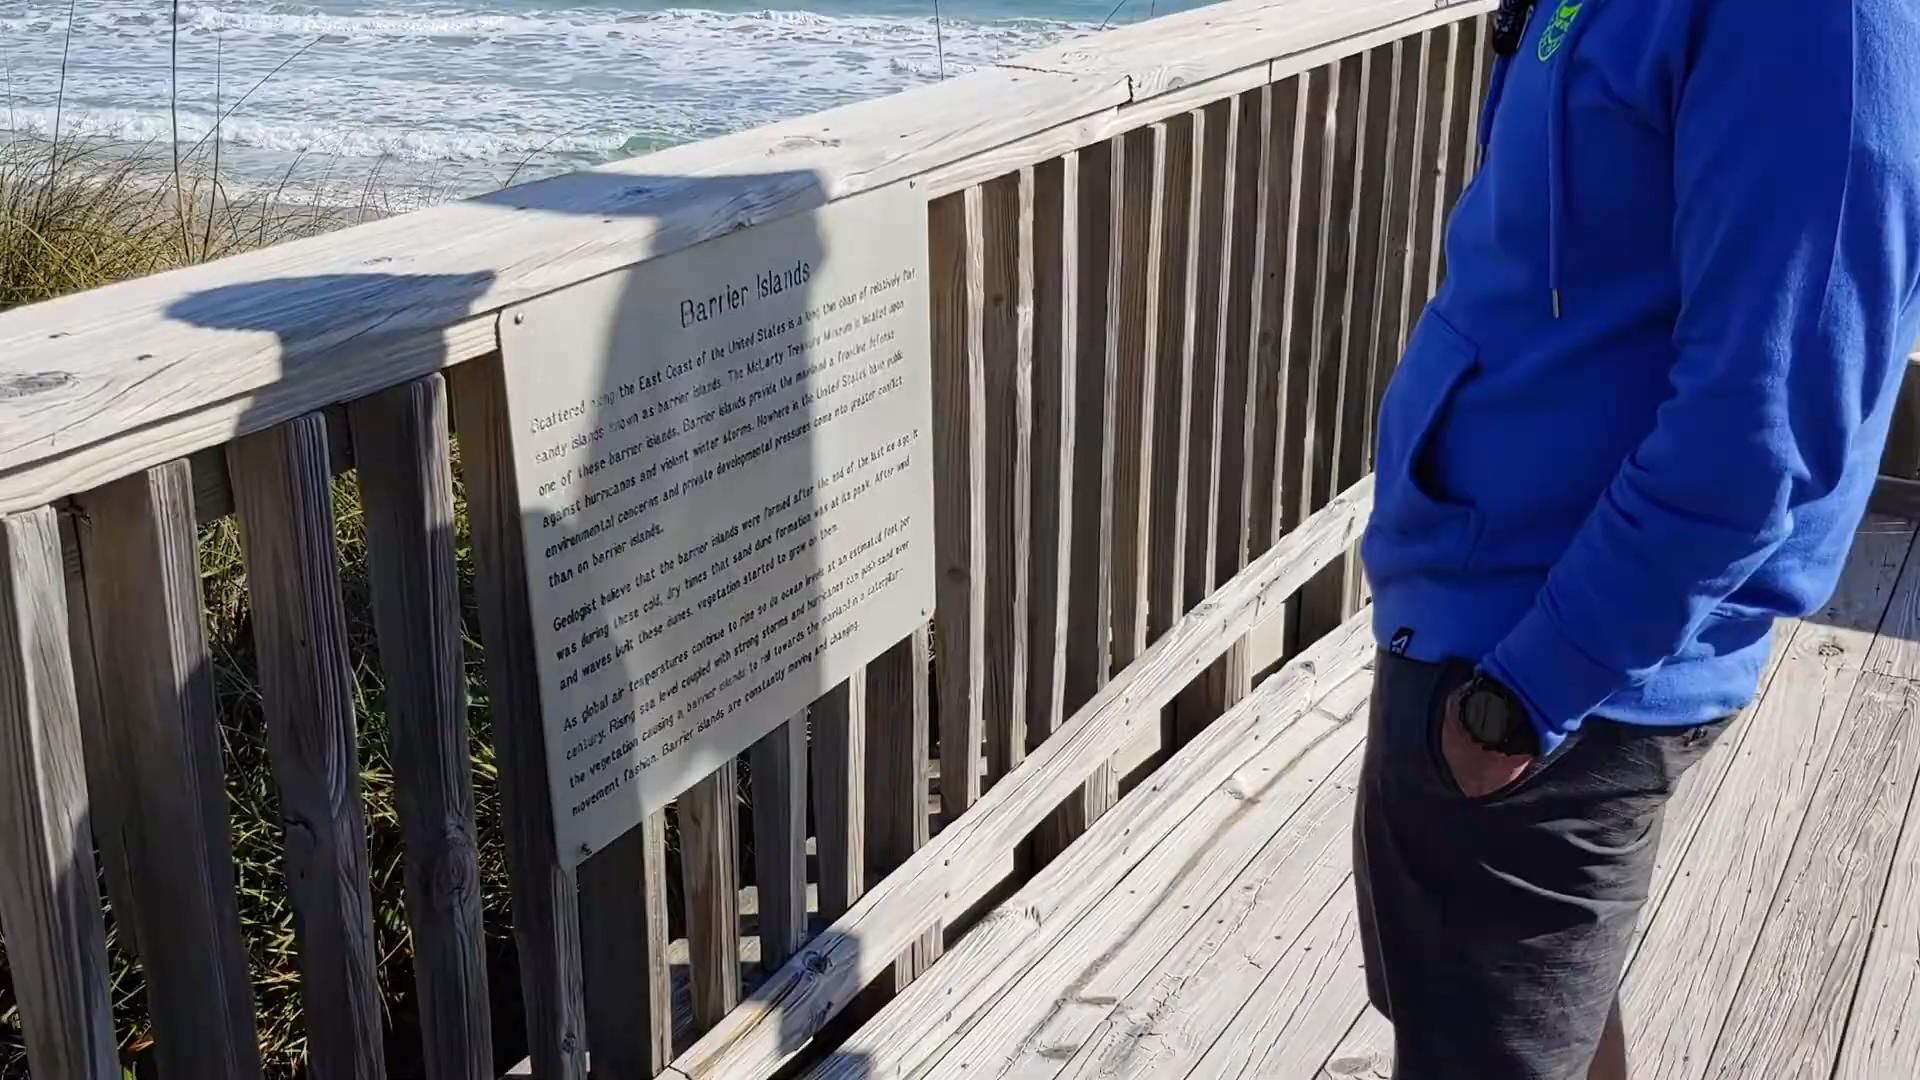 Barrier Islands
Scattered along the East Coast of the United States is a long thin chain of relatively flat
sandy islands known as barrier islands. The McLarty Treasure Museum is located upon
one of these barrier islands. Barrier islands provide the mainland a frontline defense
against hurricanes and violent winter storms. Nowhere in the United States have public
environmental concerns and private developmental pressures come into greater conflict
than on barrier islands.
Geologist believe that the barrier islands were formed after the end of the last ice age. It
was during these cold, dry times that sand dune formation was at its peak. After wind
and waves built these dunes, vegetation started to grow on them.
As global air temperatures continue to rise so do ocean levels at an estimated foot per
century. Rising sea level coupled with strong storms and hurricanes can push sand over
the vegetation causing a barrier islands to roll towards the mainland in a caterpillar-
movement fashion. Barrier islands are constantly moving and changing.